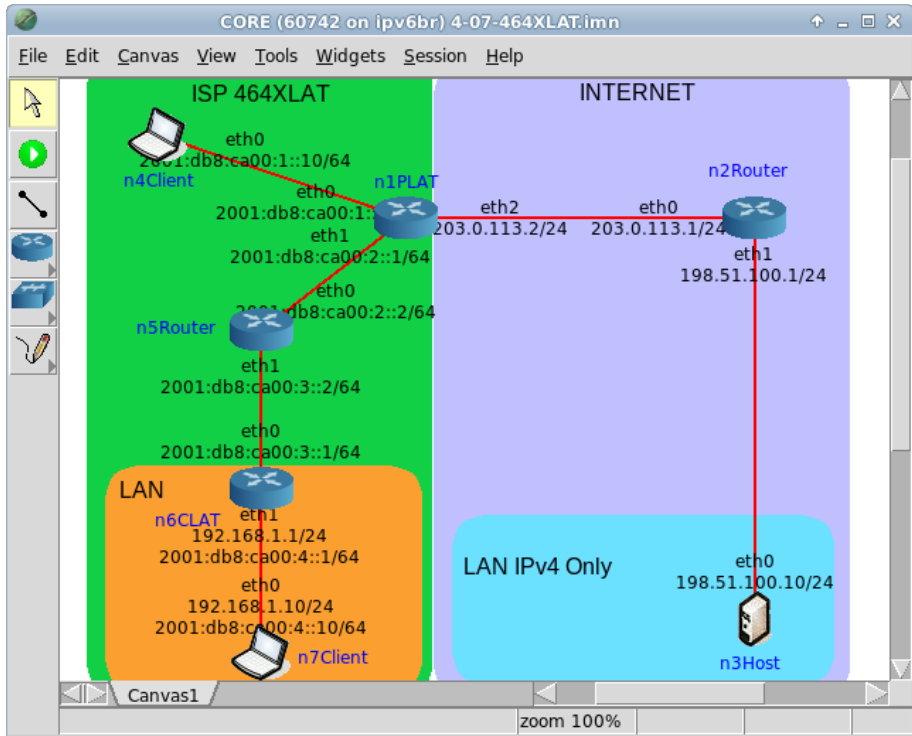 CORE (60742 on ipv6br) 4-07-464XLAT.imn
File Edit Canvas View Tools Widgets Session Help
ISP 464XLAT
INTERNET
eth0
2001:db8:ca00:1::10/64
n4Client
n1PLAT
eth0
2001:db8:ca00:1:
eth1
2001:db8:ca00:2::1/64
eth2
203.0.113.2/24
eth0
203.0.113.1/24
n2Router
eth1
198.51.100.1/24
eth0
2001:db8:ca00:2::2/64
n5Router
eth1
2001:db8:ca00:3::2/64
eth0
2001:db8:ca00:3::1/64
LAN
n6CLAT
eth1
192.168.1.1/24
2001:db8:ca00:4::1/64
eth0
192.168.1.10/24
2001:db8:ca00:4::10/64
n7Client
LAN IPv4 Only
eth0
198.51.100.10/24
n3Host
Canvas1
zoom 100%